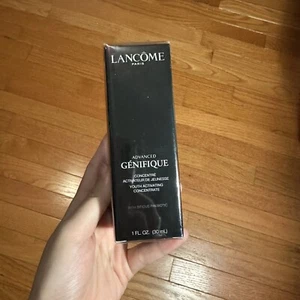 LANCÔME
PARIS
ADVANCED
GÉNIFIQUE
CONCENTRÉ
ACTIVATEUR DE JEUNESSE
YOUTH ACTIVATING
CONCENTRATE
1 FL. OZ. (30 mL)